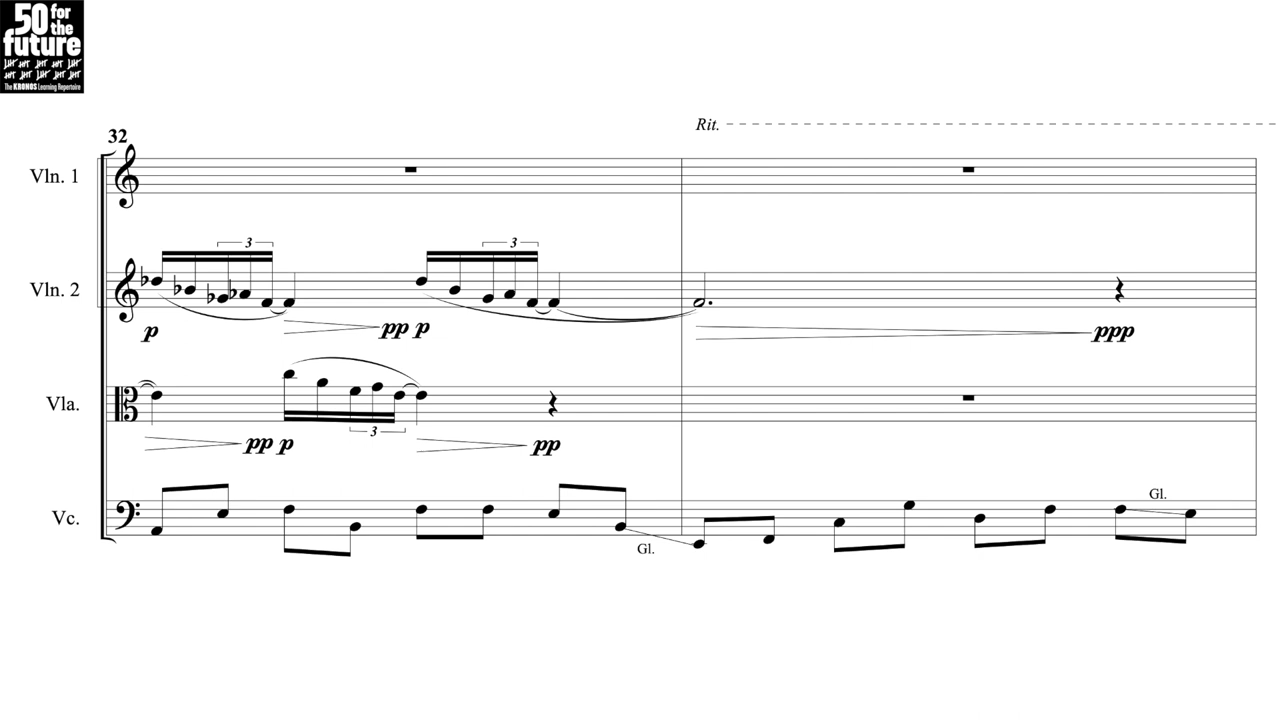 50 for the future
The KRONOS Learning Repertoire
Rit.
32
Vln. 1
3
3
Vln. 2
p
pp p
ppp
Vla.
pp p
3
pp
Gl.
Vc.
Gl.